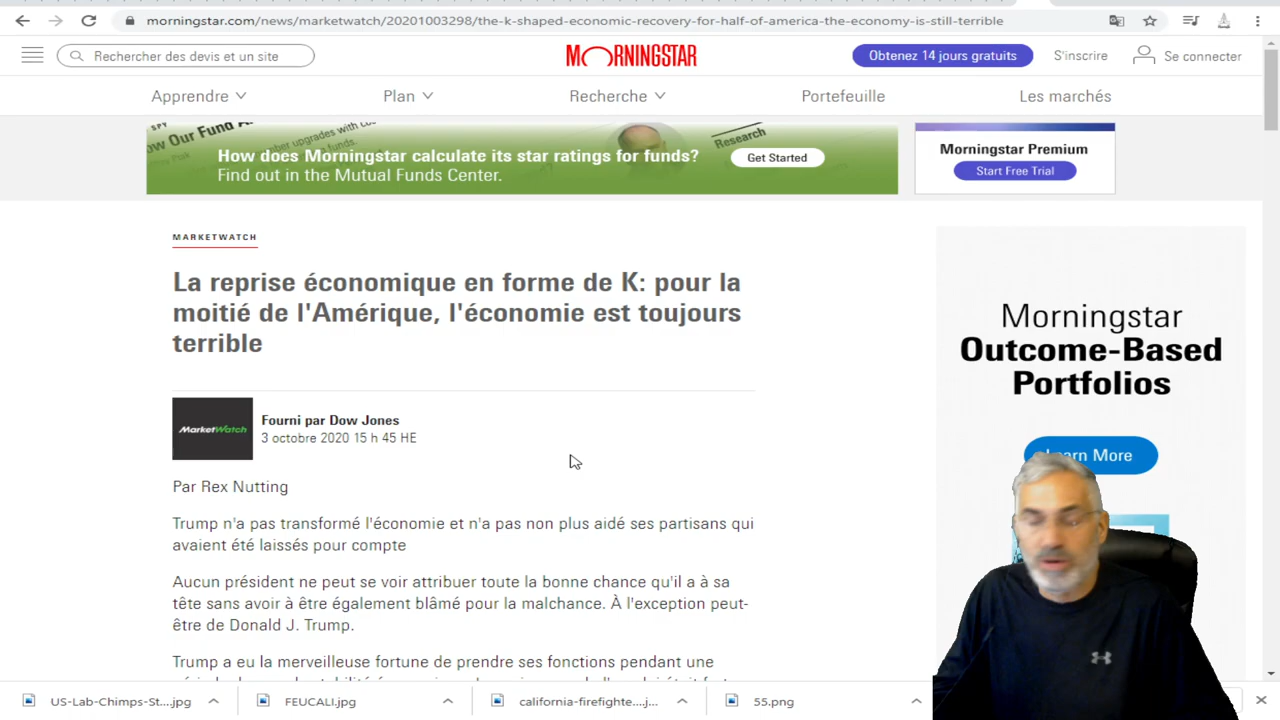 morningstar.com/news/marketwatch/20201003298/the-k-shaped-economic-recovery-for-half-of-america-the-economy-is-still-terrible
Rechercher des devis et un site
MORNINGSTAR
Obtenez 14 jours gratuits
S'inscrire
Se connecter
Apprendre
Plan
Recherche
Portefeuille
Les marchés
SPY
ow Our Fund
mber upgrades with
Research
How does Morningstar calculate its star ratings for funds?
Find out in the Mutual Funds Center.
Get Started
Morningstar Premium
Start Free Trial
MARKETWATCH
La reprise économique en forme de K: pour la
moitié de l'Amérique, l'économie est toujours
terrible
MarketWatch
Fourni par Dow Jones
3 octobre 2020 15 h 45 HE
Par Rex Nutting
Trump n'a pas transformé l'économie et n'a pas non plus aidé ses partisans qui
avaient été laissés pour compte
Aucun président ne peut se voir attribuer toute la bonne chance qu'il a à sa
tête sans avoir à être également blâmé pour la malchance. À l'exception peut-
être de Donald J. Trump.
Trump a eu la merveilleuse fortune de prendre ses fonctions pendant une
Morningstar
Outcome-Based
Portfolios
Learn More
US-Lab-Chimps-St....jpg
FEUCALI.jpg
california-firefighte....j...
55.png